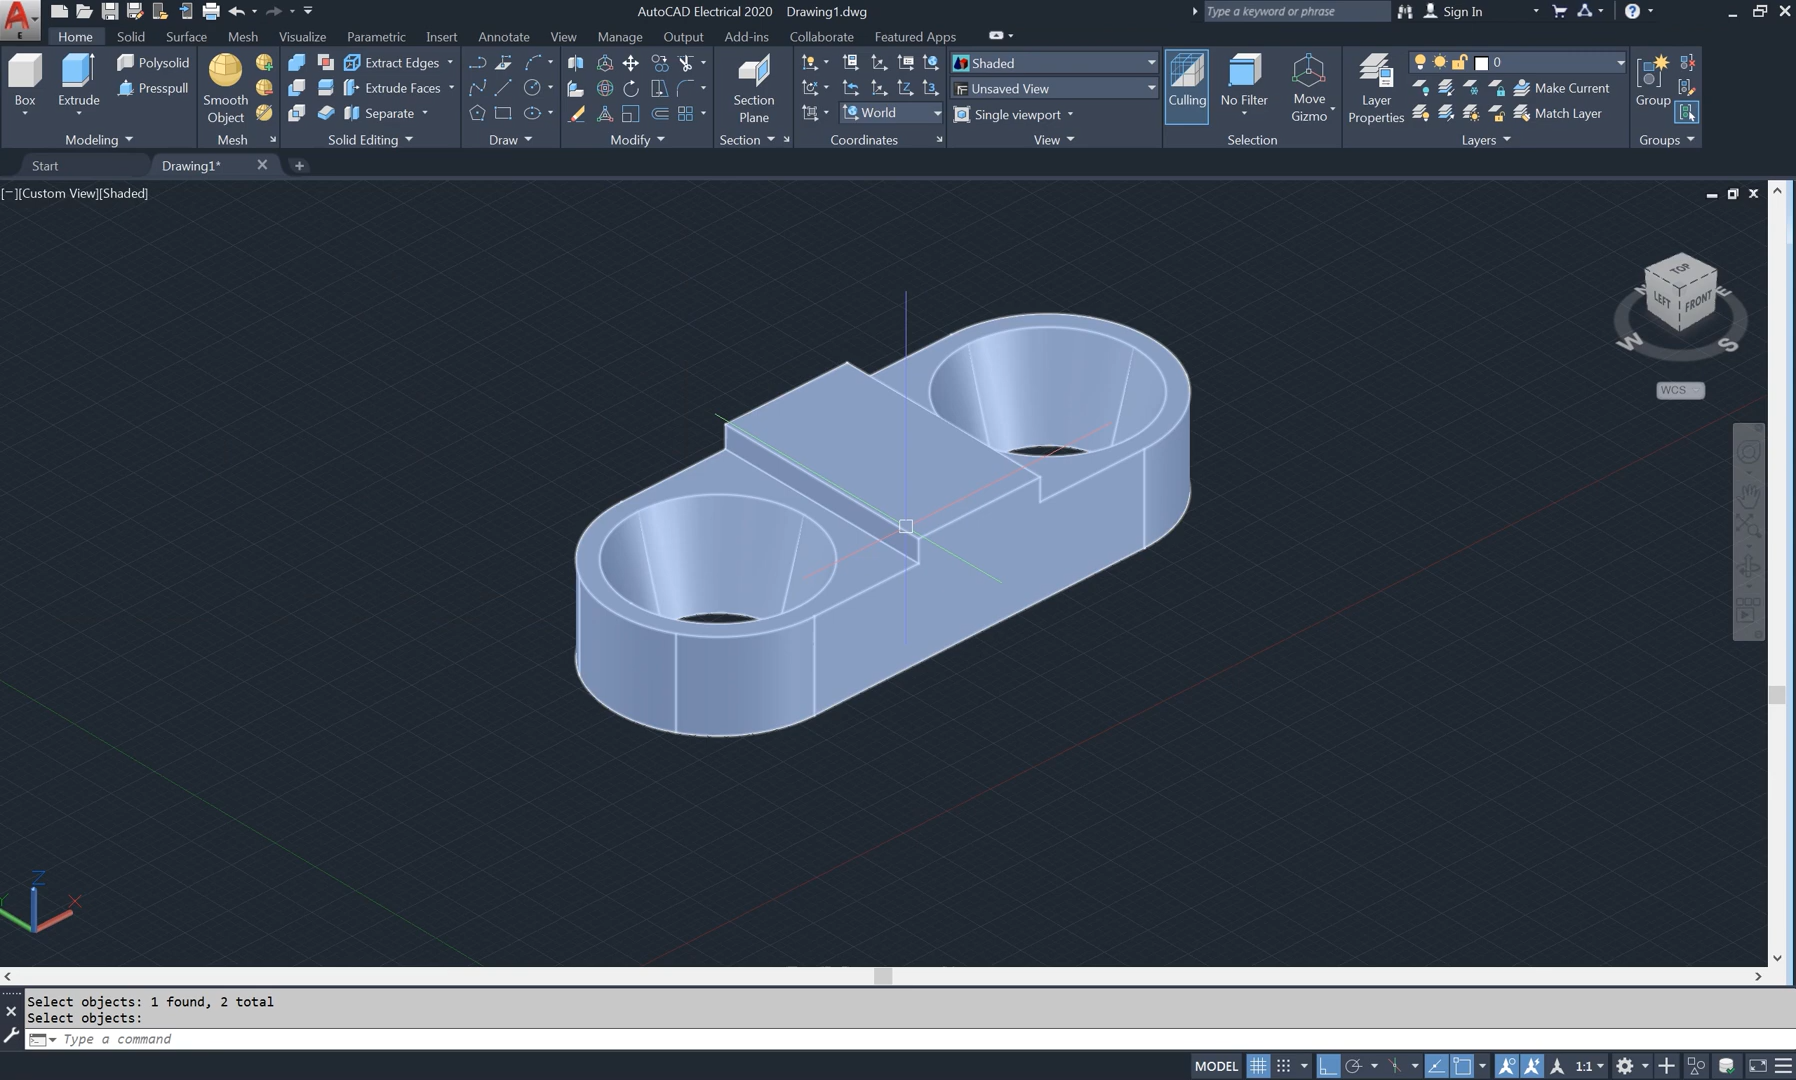 AutoCAD Electrical 2020 Drawing1.dwg
Type a keyword or phrase
Sign In
A
E
Home Solid Surface Mesh Visualize Parametric Insert Annotate View Manage Output Add-ins Collaborate Featured Apps
Polysolid
Presspull
Box
Extrude
Modeling
Smooth
Object
Mesh
Extract Edges
Extrude Faces
Separate
Solid Editing
Draw
Modify
Section
Plane
Section
World
Coordinates
Shaded
Unsaved View
Single viewport
View
Culling
No Filter
Move
Gizmo
Selection
Layer
Properties
0
Make Current
Match Layer
Layers
Group
Groups
Start
Drawing1*
[−][Custom View][Shaded]
TOP
LEFT
FRONT
N
E
W
S
WCS
Z
X
Y
Select objects: 1 found, 2 total
Select objects:
Type a command
MODEL
1:1